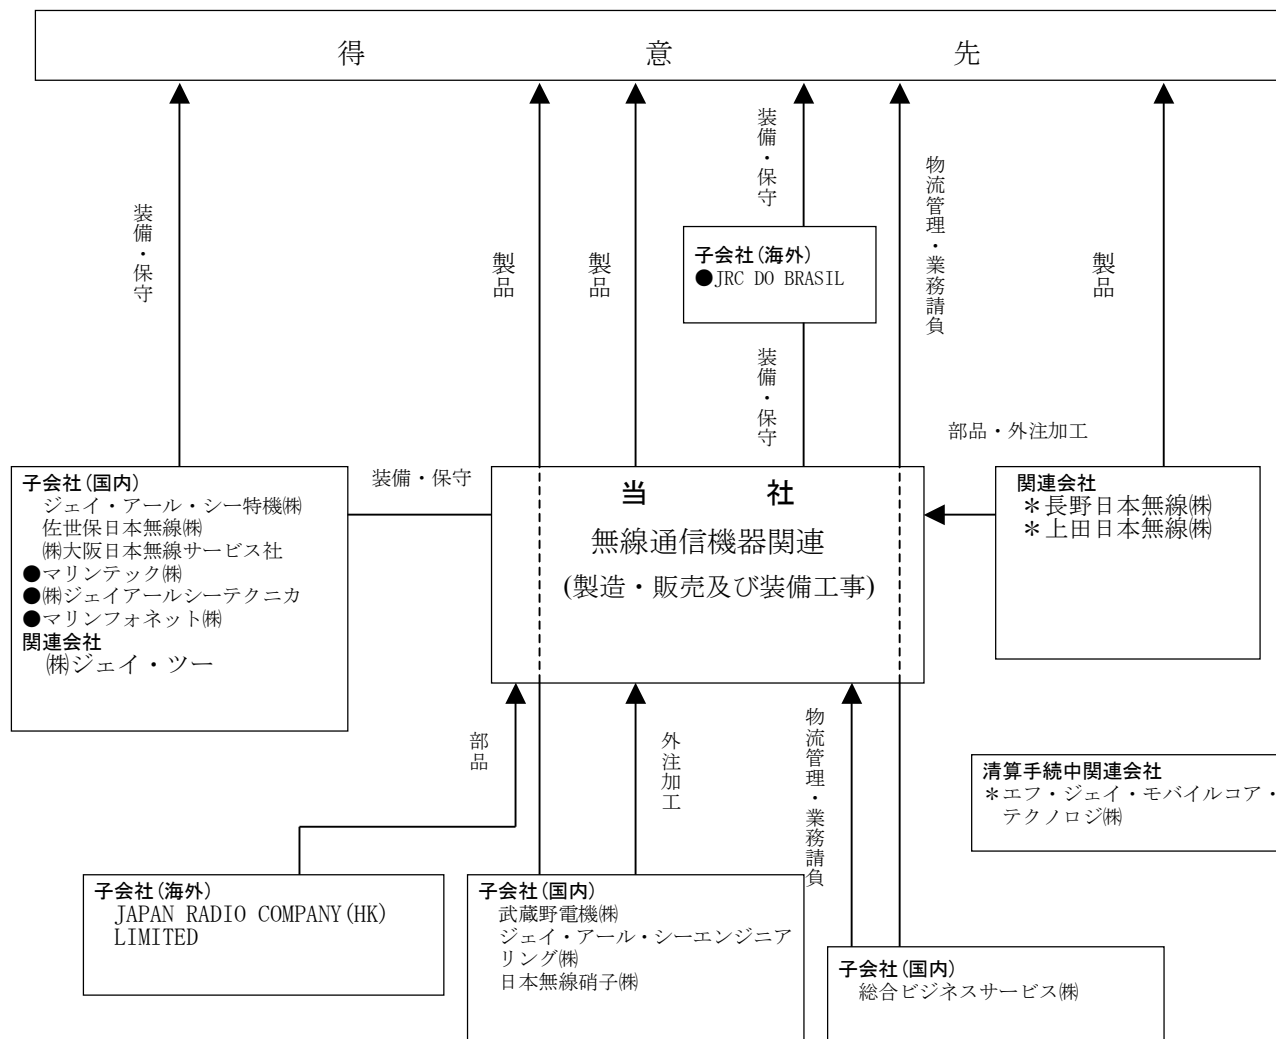 得意先
装備・保守
製品
製品
装備・保守
物流管理・業務請負
製品
子会社(海外)
●JRC DO BRASIL
装備・保守
部品・外注加工
子会社(国内)
ジェイ・アール・シー特機㈱
佐世保日本無線㈱
㈱大阪日本無線サービス社
●マリンテック㈱
●㈱ジェイアールシーテクニカ
●マリンフォネット㈱
関連会社
㈱ジェイ・ツー
装備・保守
当社
無線通信機器関連
(製造・販売及び装備工事)
関連会社
＊長野日本無線㈱
＊上田日本無線㈱
部品
外注加工
物流管理・業務請負
清算手続中関連会社
＊エフ・ジェイ・モバイルコア・
テクノロジ㈱
子会社(海外)
JAPAN RADIO COMPANY(HK)
LIMITED
子会社(国内)
武蔵野電機㈱
ジェイ・アール・シーエンジニア
リング㈱
日本無線硝子㈱
子会社(国内)
総合ビジネスサービス㈱